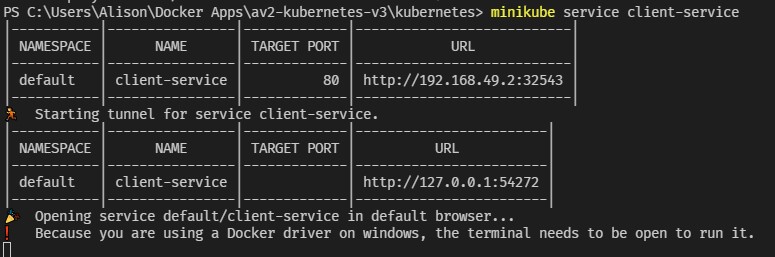 PS C:\Users\Alison\Docker Apps\av2-kubernetes-v3\kubernetes> minikube service client-service
|-----------|----------------|-------------|---------------------------|
| NAMESPACE |      NAME      | TARGET PORT |            URL            |
|-----------|----------------|-------------|---------------------------|
| default   | client-service |          80 | http://192.168.49.2:32543 |
|-----------|----------------|-------------|---------------------------|
🏃  Starting tunnel for service client-service.
|-----------|----------------|-------------|------------------------|
| NAMESPACE |      NAME      | TARGET PORT |          URL           |
|-----------|----------------|-------------|------------------------|
| default   | client-service |             | http://127.0.0.1:54272 |
|-----------|----------------|-------------|------------------------|
🎉  Opening service default/client-service in default browser...
❗  Because you are using a Docker driver on windows, the terminal needs to be open to run it.